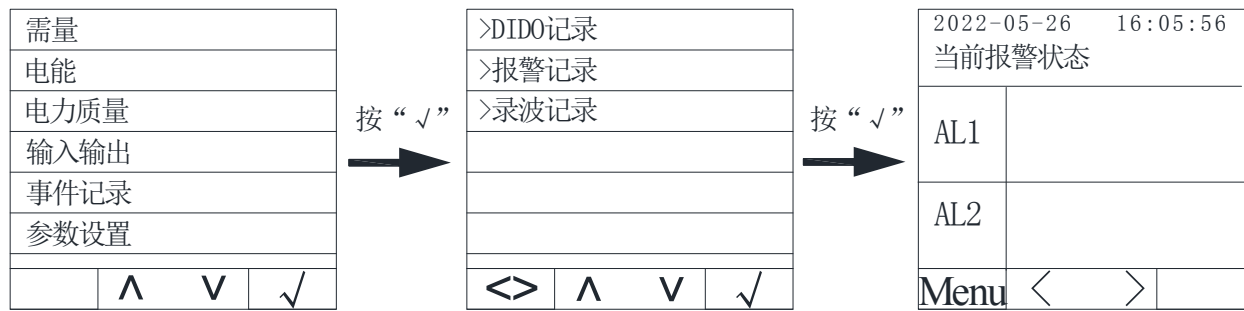 需量
电能
电力质量
输入输出
事件记录
参数设置
∧ ∨ √
按“√”
>DIDO记录
>报警记录
>录波记录
<> ∧ ∨ √
按“√”
2022-05-26 16:05:56
当前报警状态
AL1
AL2
Menu < >